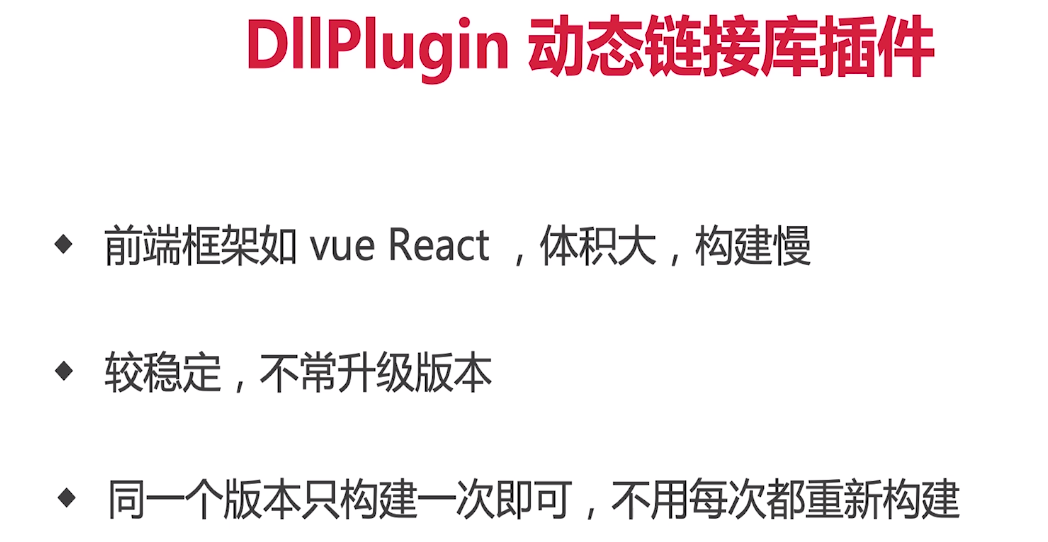 DllPlugin 动态链接库插件
◆ 前端框架如 vue React ，体积大，构建慢
◆ 较稳定，不常升级版本
◆ 同一个版本只构建一次即可，不用每次都重新构建